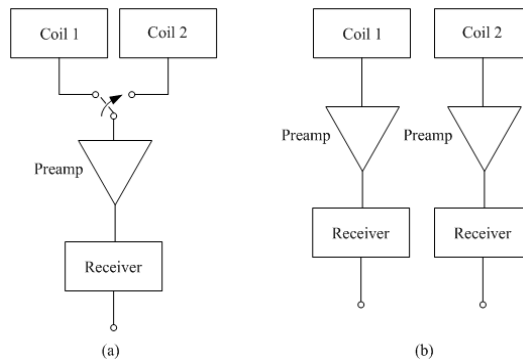 Coil 1
Coil 2
Preamp
Receiver
(a)
Coil 1
Coil 2
Preamp
Preamp
Receiver
Receiver
(b)